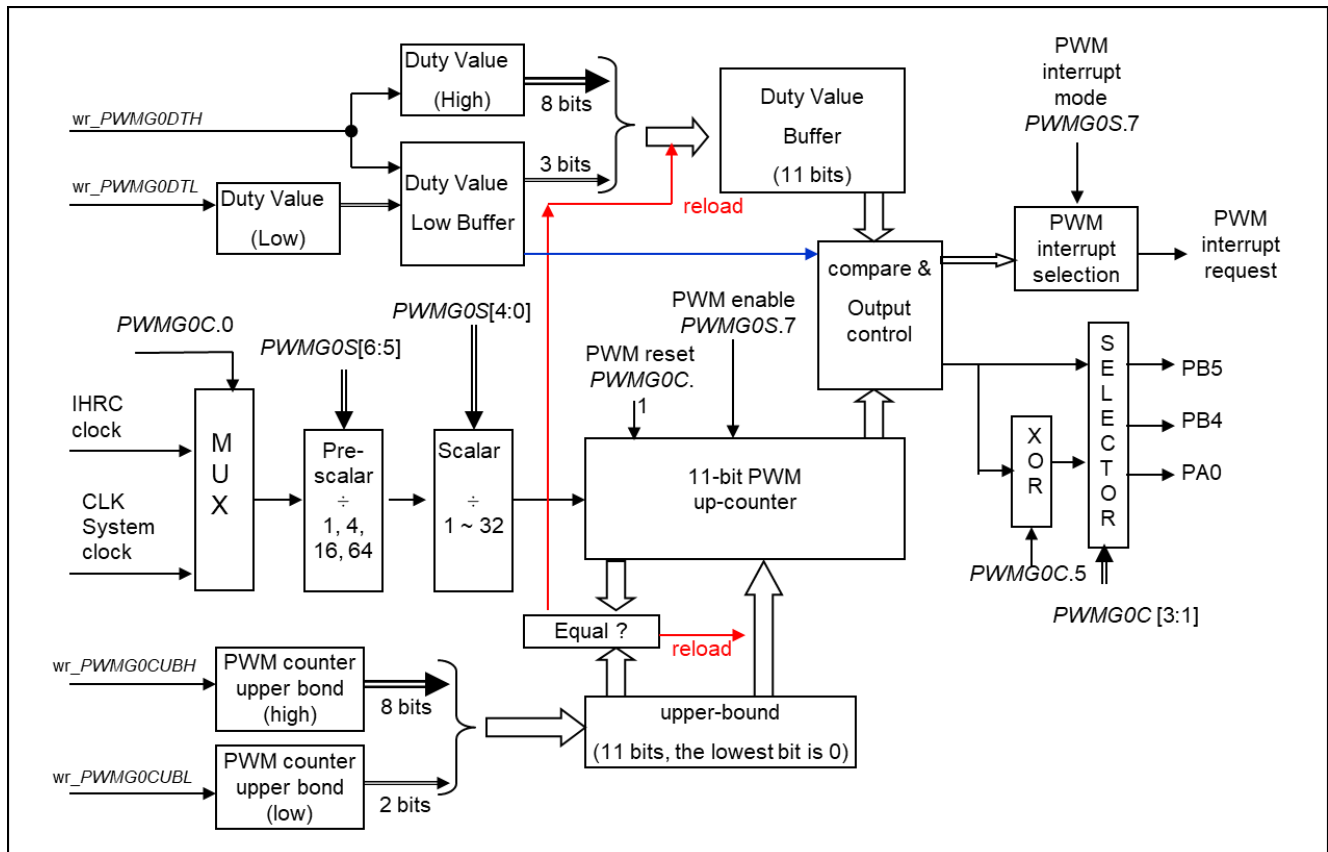 wr_PWMG0DTH
wr_PWMG0DTL
Duty Value
(High)
8 bits
Duty Value
(Low)
Duty Value
Low Buffer
3 bits
reload
Duty Value
Buffer
(11 bits)
PWM
interrupt
mode
PWMG0S.7
compare &
Output
control
PWM
interrupt
selection
PWM
interrupt
request
PWMG0C.0
PWMG0S[6:5]
PWMG0S[4:0]
PWM enable
PWMG0S.7
PWM reset
PWMG0C.
1
IHRC
clock
CLK
System
clock
MUX
Pre-
scalar
÷
1, 4,
16, 64
Scalar
÷
1 ~ 32
11-bit PWM
up-counter
XOR
SELECTOR
PB5
PB4
PA0
PWMG0C.5
PWMG0C [3:1]
Equal ?
reload
wr_PWMG0CUBH
PWM counter
upper bond
(high)
8 bits
wr_PWMG0CUBL
PWM counter
upper bond
(low)
2 bits
upper-bound
(11 bits, the lowest bit is 0)